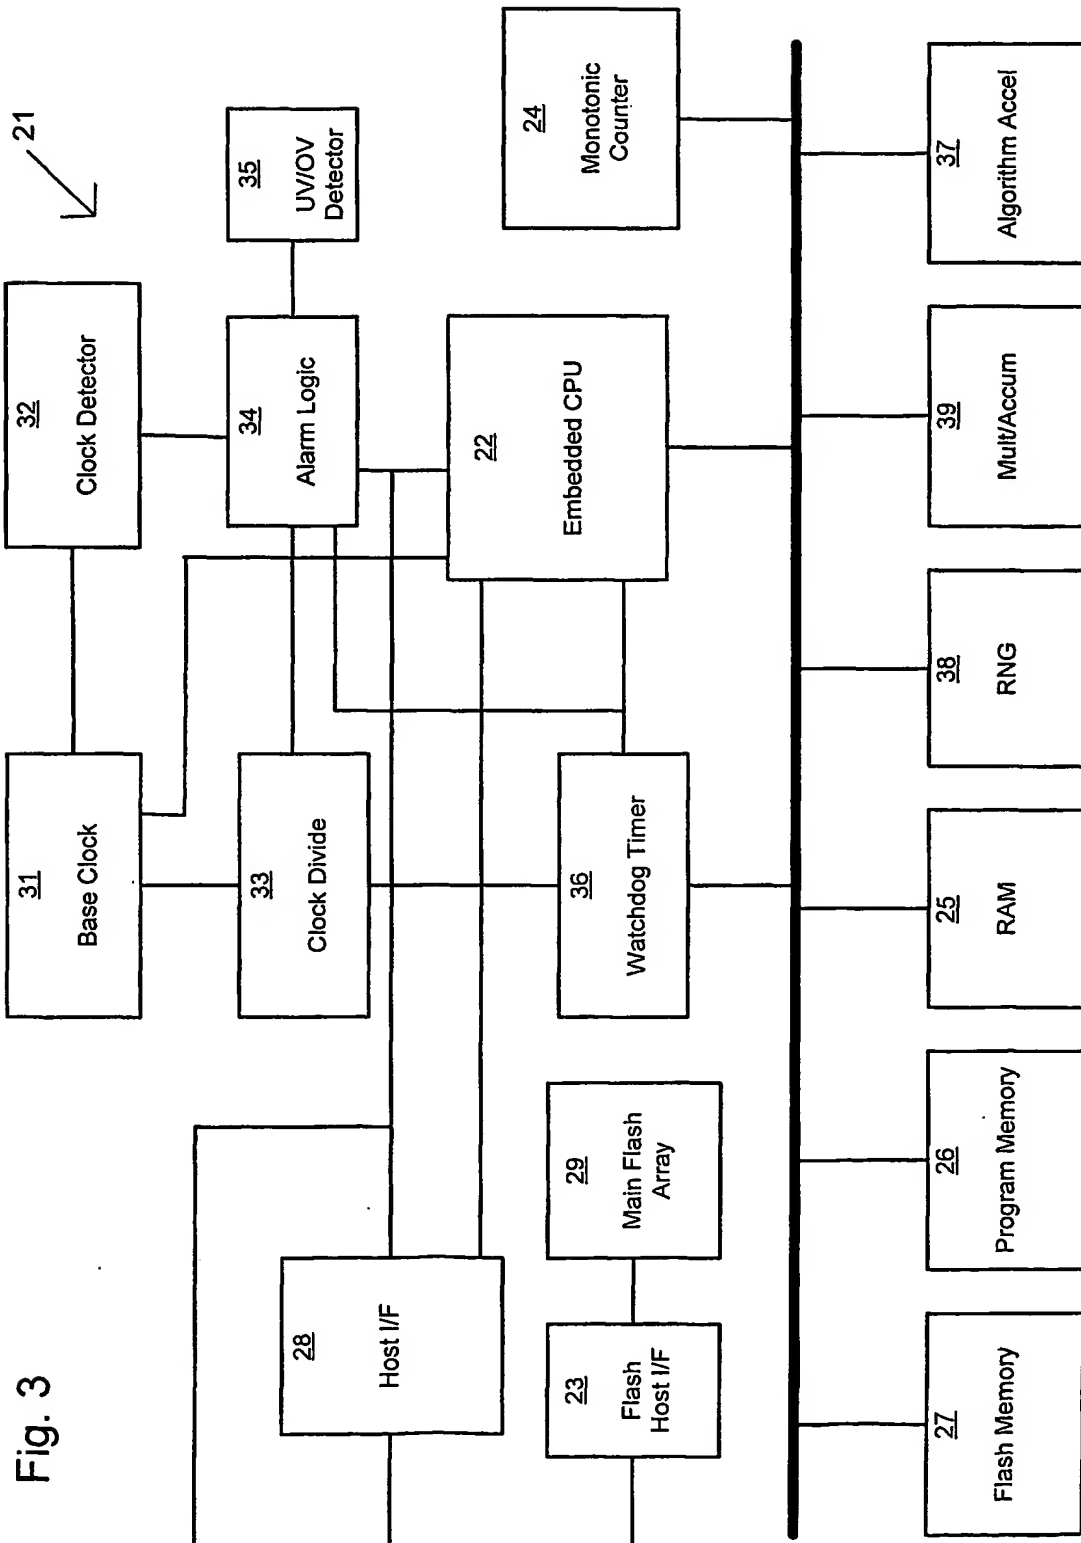 Fig. 3
21
31
Base Clock
32
Clock Detector
33
Clock Divide
34
Alarm Logic
35
UV/OV
Detector
28
Host I/F
36
Watchdog Timer
22
Embedded CPU
24
Monotonic
Counter
23
Flash
Host I/F
29
Main Flash
Array
27
Flash Memory
26
Program Memory
25
RAM
38
RNG
39
Mult/Accum
37
Algorithm Accel